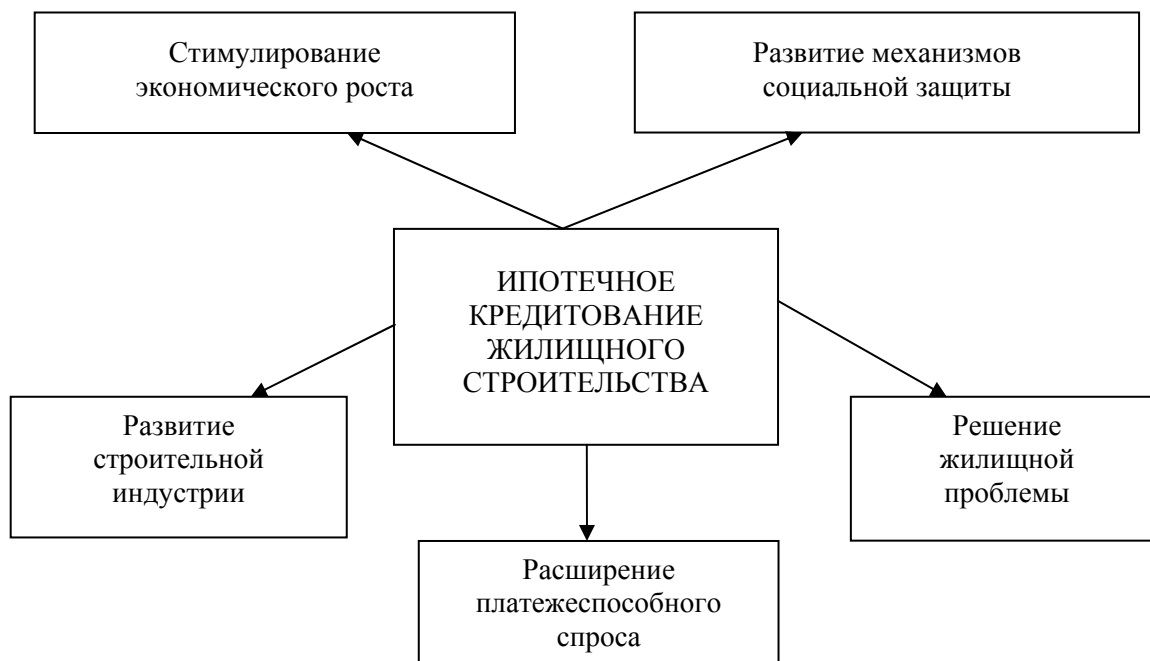 Стимулирование
экономического роста
Развитие механизмов
социальной защиты
ИПОТЕЧНОЕ
КРЕДИТОВАНИЕ
ЖИЛИЩНОГО
СТРОИТЕЛЬСТВА
Развитие
строительной
индустрии
Решение
жилищной
проблемы
Расширение
платежеспособного
спроса